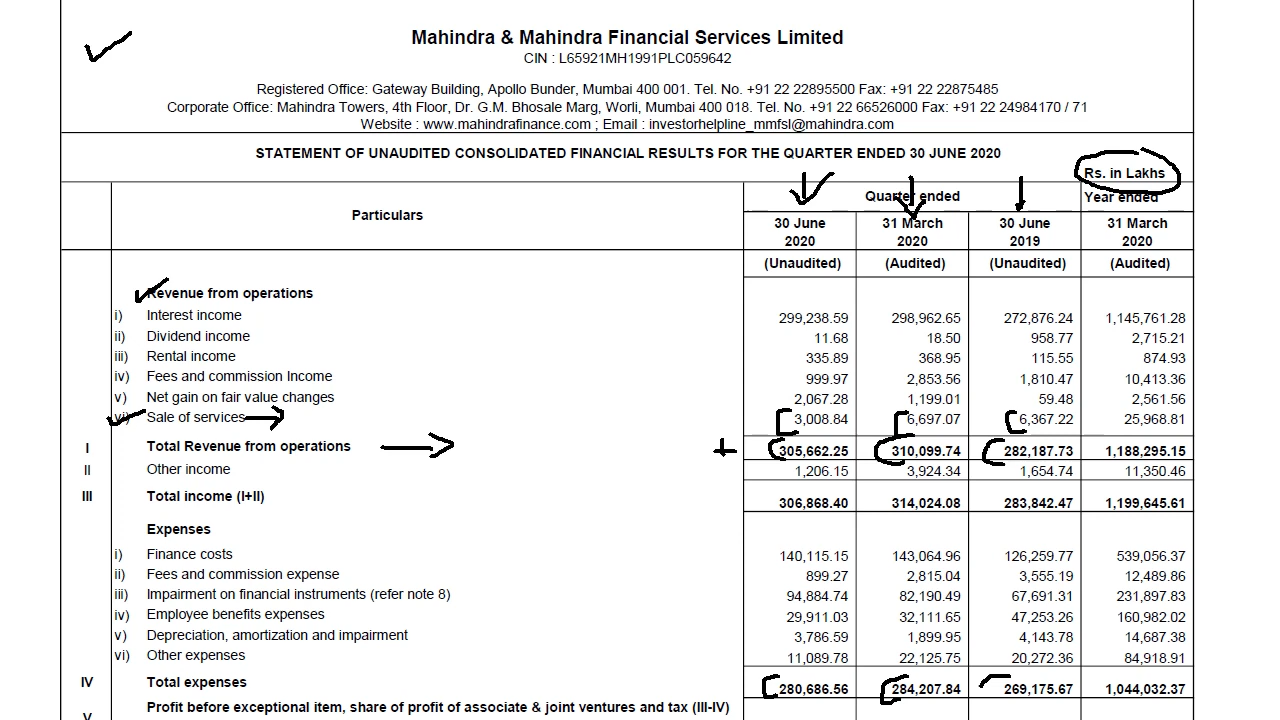 Mahindra & Mahindra Financial Services Limited
CIN : L65921MH1991PLC059642
Registered Office: Gateway Building, Apollo Bunder, Mumbai 400 001. Tel. No. +91 22 22895500 Fax: +91 22 22875485
Corporate Office: Mahindra Towers, 4th Floor, Dr. G.M. Bhosale Marg, Worli, Mumbai 400 018. Tel. No. +91 22 66526000 Fax: +91 22 24984170 / 71
Website : www.mahindrafinance.com ; Email : investorhelpline_mmfsl@mahindra.com
STATEMENT OF UNAUDITED CONSOLIDATED FINANCIAL RESULTS FOR THE QUARTER ENDED 30 JUNE 2020
Rs. in Lakhs
Particulars Quarter ended Year ended
30 June 2020 31 March 2020 30 June 2019 31 March 2020
(Unaudited) (Audited) (Unaudited) (Audited)
Revenue from operations
i) Interest income 299,238.59 298,962.65 272,876.24 1,145,761.28
ii) Dividend income 11.68 18.50 958.77 2,715.21
iii) Rental income 335.89 368.95 115.55 874.93
iv) Fees and commission Income 999.97 2,853.56 1,810.47 10,413.36
v) Net gain on fair value changes 2,067.28 1,199.01 59.48 2,561.56
vi) Sale of services 3,008.84 6,697.07 6,367.22 25,968.81
I Total Revenue from operations 305,662.25 310,099.74 282,187.73 1,188,295.15
II Other income 1,206.15 3,924.34 1,654.74 11,350.46
III Total income (I+II) 306,868.40 314,024.08 283,842.47 1,199,645.61
Expenses
i) Finance costs 140,115.15 143,064.96 126,259.77 539,056.37
ii) Fees and commission expense 899.27 2,815.04 3,555.19 12,489.86
iii) Impairment on financial instruments (refer note 8) 94,884.74 82,190.49 67,691.31 231,897.83
iv) Employee benefits expenses 29,911.03 32,111.65 47,253.26 160,982.02
v) Depreciation, amortization and impairment 3,786.59 1,899.95 4,143.78 14,687.38
vi) Other expenses 11,089.78 22,125.75 20,272.36 84,918.91
IV Total expenses 280,686.56 284,207.84 269,175.67 1,044,032.37
V Profit before exceptional item, share of profit of associate & joint ventures and tax (III-IV)